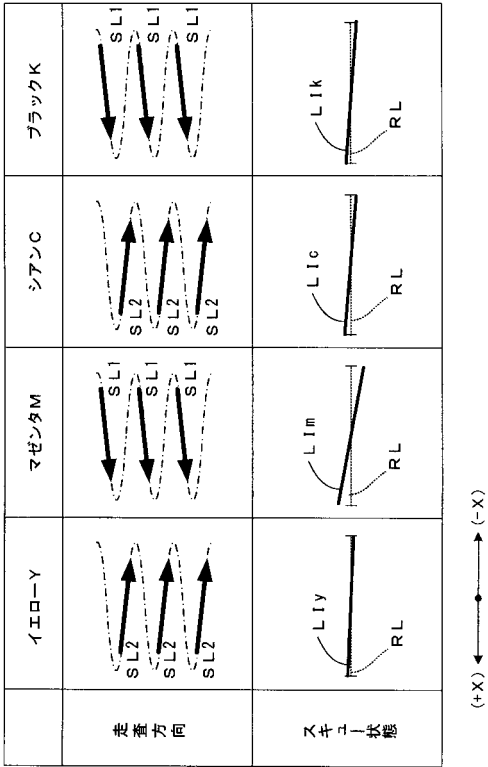 イエローY
マゼンタM
シアンC
ブラックK
走査方向
SL2
SL2
SL2
SL1
SL1
SL1
SL2
SL2
SL2
SL1
SL1
SL1
スキュー状態
LIy
RL
LIm
RL
LIc
RL
LIk
RL
(+X)
(-X)